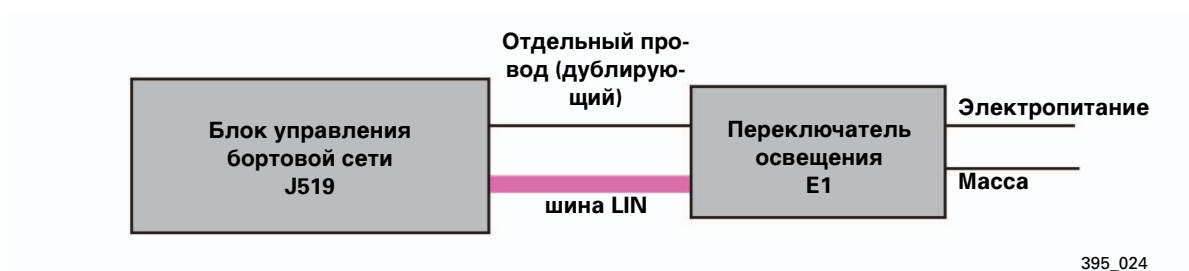 Отдельный про-
вод (дублирую-
щий)
Блок управления
бортовой сети
J519
Переключатель
освещения
E1
Электропитание
Масса
шина LIN
395_024